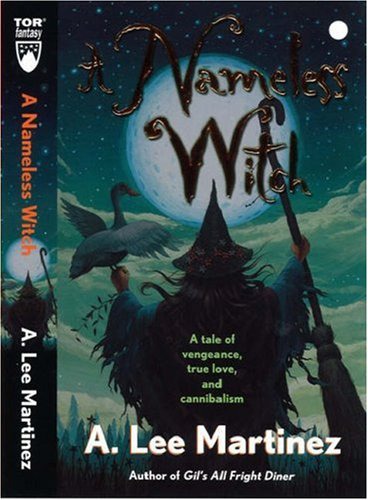 TOR®
fantasy
A Nameless Witch
A. Lee Martinez
A Nameless
Witch
A tale of
vengeance,
true love,
and
cannibalism
A. Lee Martinez
Author of Gil's All Fright Diner